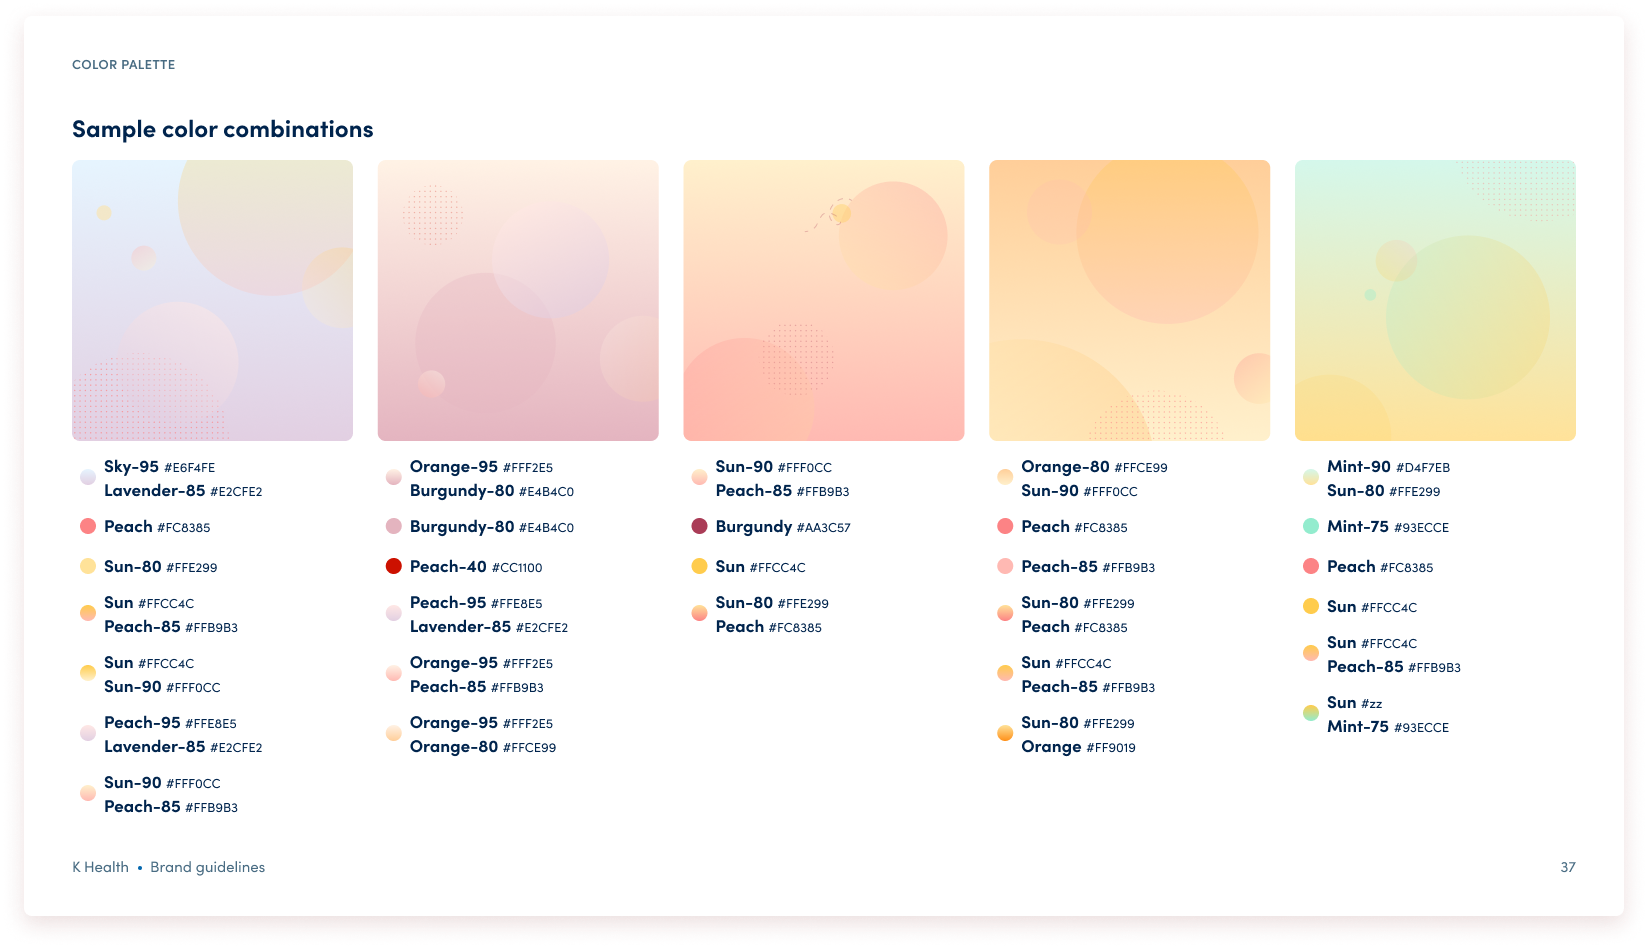 COLOR PALETTE
Sample color combinations
Sky-95 #E6F4FE
Lavender-85 #E2CFE2
Peach #FC8385
Sun-80 #FFE299
Sun #FFCC4C
Peach-85 #FFB9B3
Sun #FFCC4C
Sun-90 #FFF0CC
Peach-95 #FFE8E5
Lavender-85 #E2CFE2
Sun-90 #FFF0CC
Peach-85 #FFB9B3
Orange-95 #FFF2E5
Burgundy-80 #E4B4C0
Burgundy-80 #E4B4C0
Peach-40 #CC1100
Peach-95 #FFE8E5
Lavender-85 #E2CFE2
Orange-95 #FFF2E5
Peach-85 #FFB9B3
Orange-95 #FFF2E5
Orange-80 #FFCE99
Sun-90 #FFF0CC
Peach-85 #FFB9B3
Burgundy #AA3C57
Sun #FFCC4C
Sun-80 #FFE299
Peach #FC8385
Orange-80 #FFCE99
Sun-90 #FFF0CC
Peach #FC8385
Peach-85 #FFB9B3
Sun-80 #FFE299
Peach #FC8385
Sun #FFCC4C
Peach-85 #FFB9B3
Sun-80 #FFE299
Orange #FF9019
Mint-90 #D4F7EB
Sun-80 #FFE299
Mint-75 #93ECCE
Peach #FC8385
Sun #FFCC4C
Sun #FFCC4C
Peach-85 #FFB9B3
Sun #zz
Mint-75 #93ECCE
K Health • Brand guidelines
37